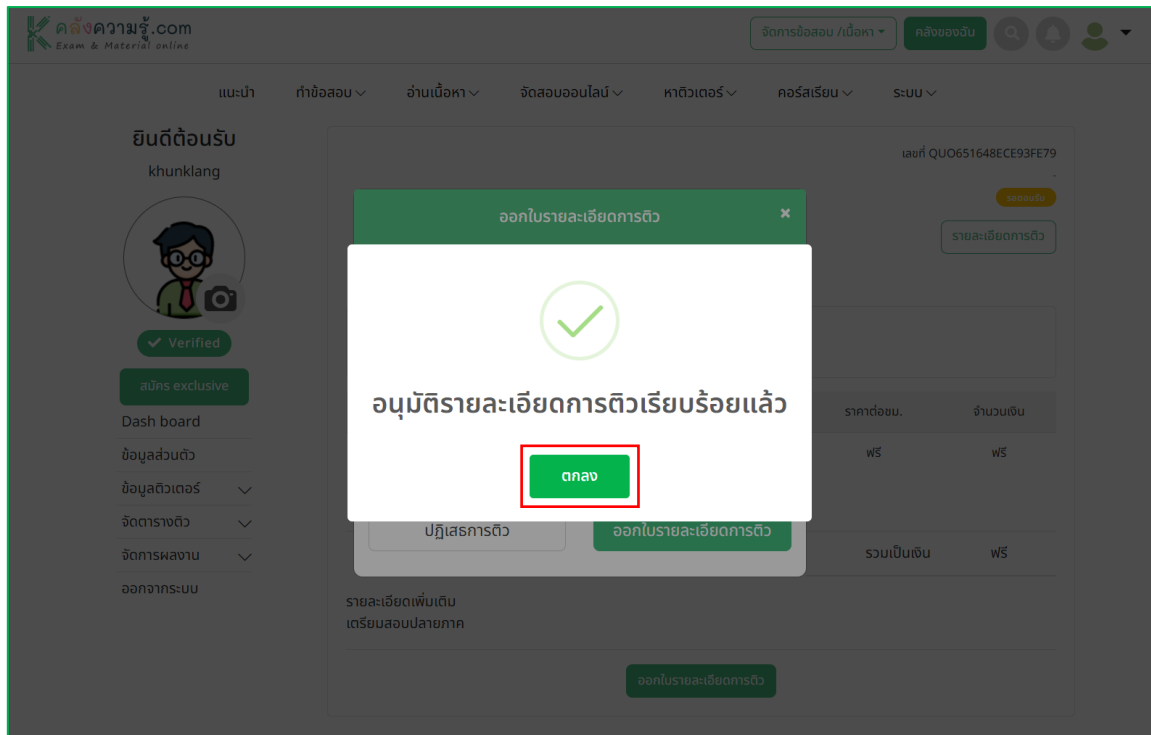 คลังความรู้.com
Exam & Material online
จัดการข้อสอบ /เนื้อหา
คลังของฉัน
แนะนำ ทำข้อสอบ อ่านเนื้อหา จัดสอบออนไลน์ หาติวเตอร์ คอร์สเรียน ระบบ
ยินดีต้อนรับ
khunklang
Verified
สมัคร exclusive
Dash board
ข้อมูลส่วนตัว
ข้อมูลติวเตอร์
จัดตารางติว
จัดการผลงาน
ออกจากระบบ
เลขที่ QUO651648ECE93FE79
-
รอตอบรับ
รายละเอียดการติว
ออกใบรายละเอียดการติว ×
อนุมัติรายละเอียดการติวเรียบร้อยแล้ว
ตกลง
ปฏิเสธการติว ออกใบรายละเอียดการติว
ราคาต่อชม. จำนวนเงิน
ฟรี ฟรี
รวมเป็นเงิน ฟรี
รายละเอียดเพิ่มเติม
เตรียมสอบปลายภาค
ออกใบรายละเอียดการติว